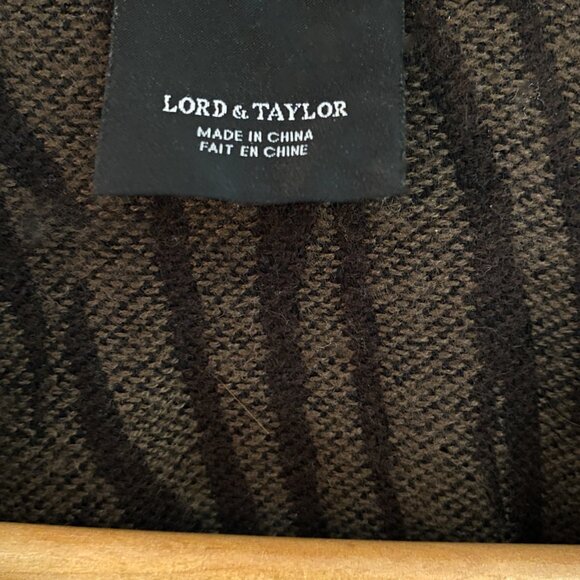 LORD & TAYLOR
MADE IN CHINA
FAIT EN CHINE